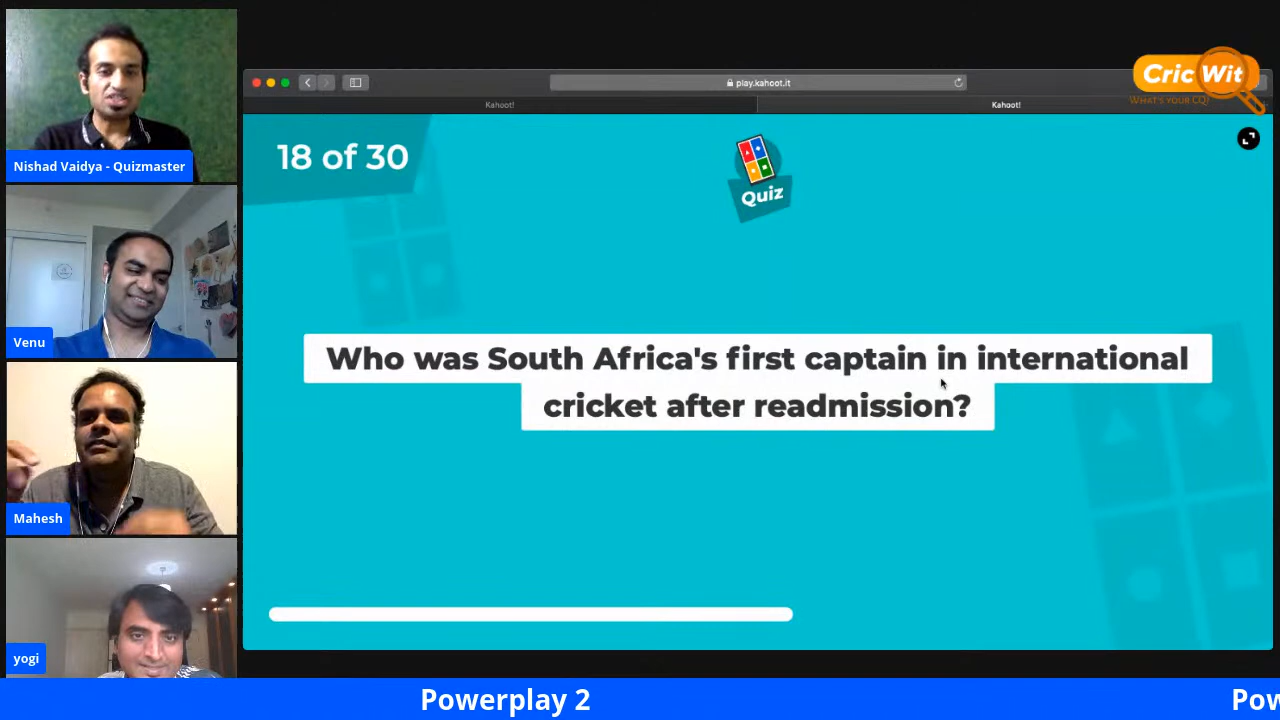 Nishad Vaidya - Quizmaster
Venu
Mahesh
yogi
Cric Wit
WHAT'S YOUR CQ?
play.kahoot.it
Kahoot!
Kahoot!
18 of 30
Quiz
Who was South Africa's first captain in international
cricket after readmission?
Powerplay 2
Pow